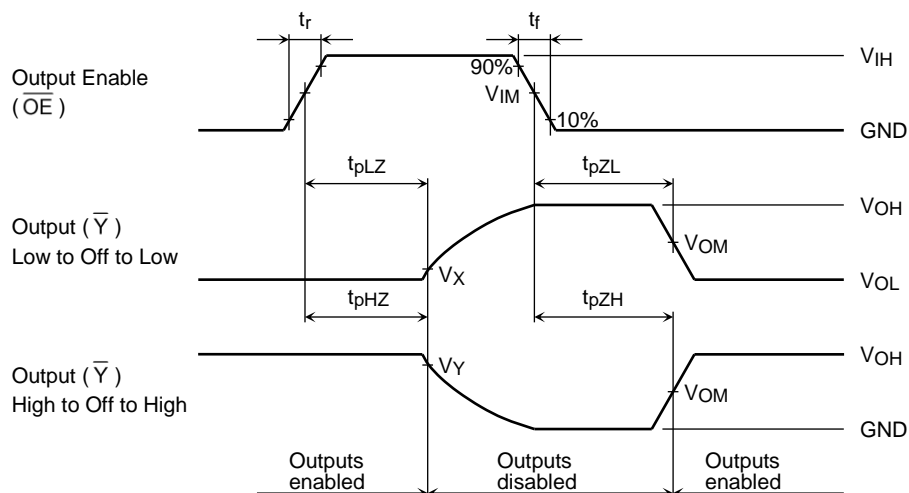 tr
tf
VIH
90%
Output Enable
(OE)
VIM
10%
GND
tpLZ
tpZL
VOH
Output (Y)
Low to Off to Low
VOM
VX
VOL
tpHZ
tpZH
VOH
Output (Y)
High to Off to High
VY
VOM
GND
Outputs
enabled
Outputs
disabled
Outputs
enabled